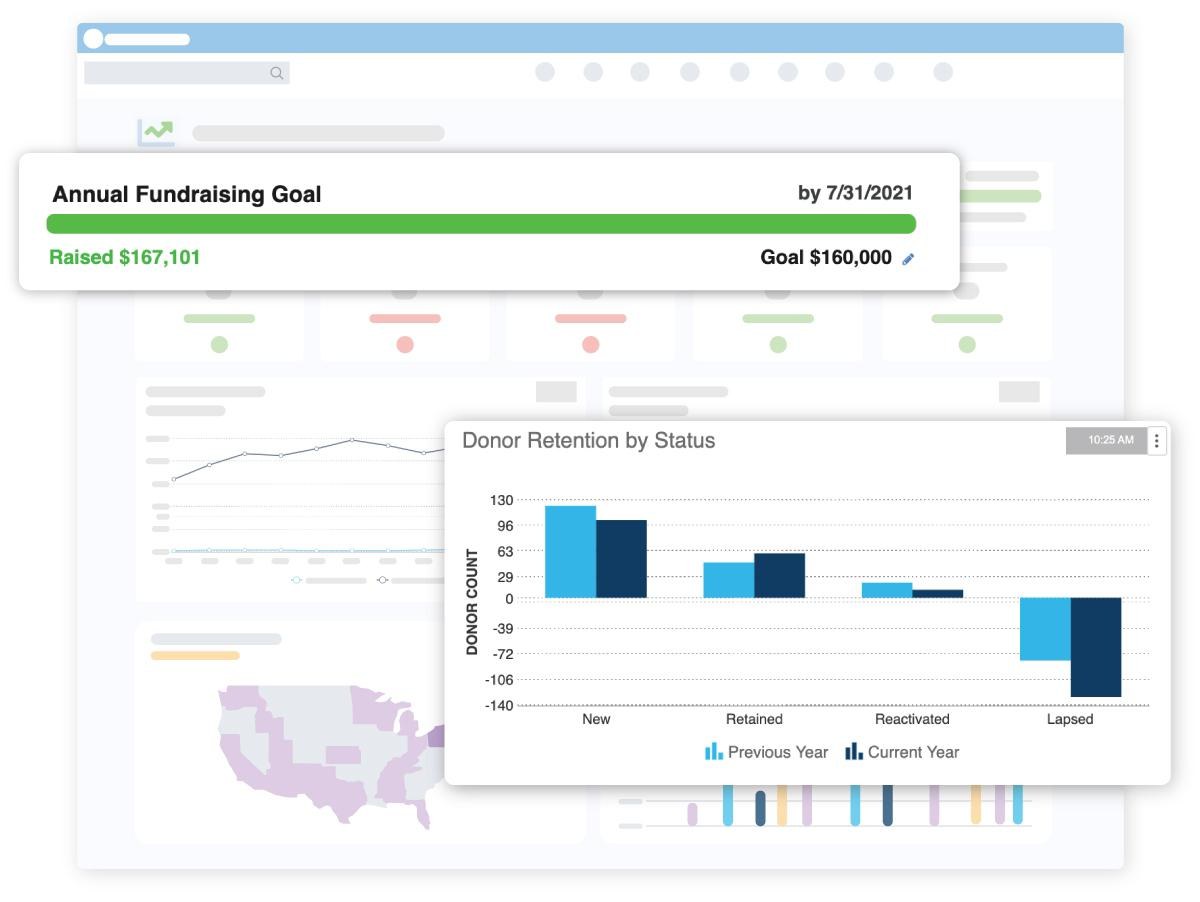 Annual Fundraising Goal
by 7/31/2021
Raised $167,101
Goal $160,000
Donor Retention by Status
10:25 AM
DONOR COUNT
130
96
63
29
0
-39
-72
-106
-140
New Retained Reactivated Lapsed
Previous Year Current Year